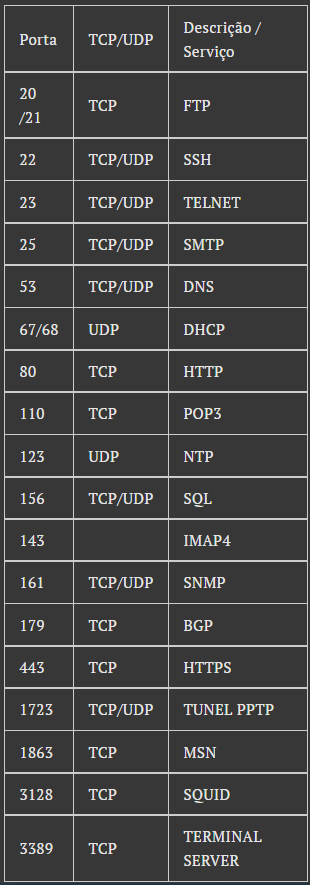 Porta TCP/UDP Descrição /
Serviço
20
/21 TCP FTP
22 TCP/UDP SSH
23 TCP/UDP TELNET
25 TCP/UDP SMTP
53 TCP/UDP DNS
67/68 UDP DHCP
80 TCP HTTP
110 TCP POP3
123 UDP NTP
156 TCP/UDP SQL
143 IMAP4
161 TCP/UDP SNMP
179 TCP BGP
443 TCP HTTPS
1723 TCP/UDP TUNEL PPTP
1863 TCP MSN
3128 TCP SQUID
3389 TCP TERMINAL
SERVER